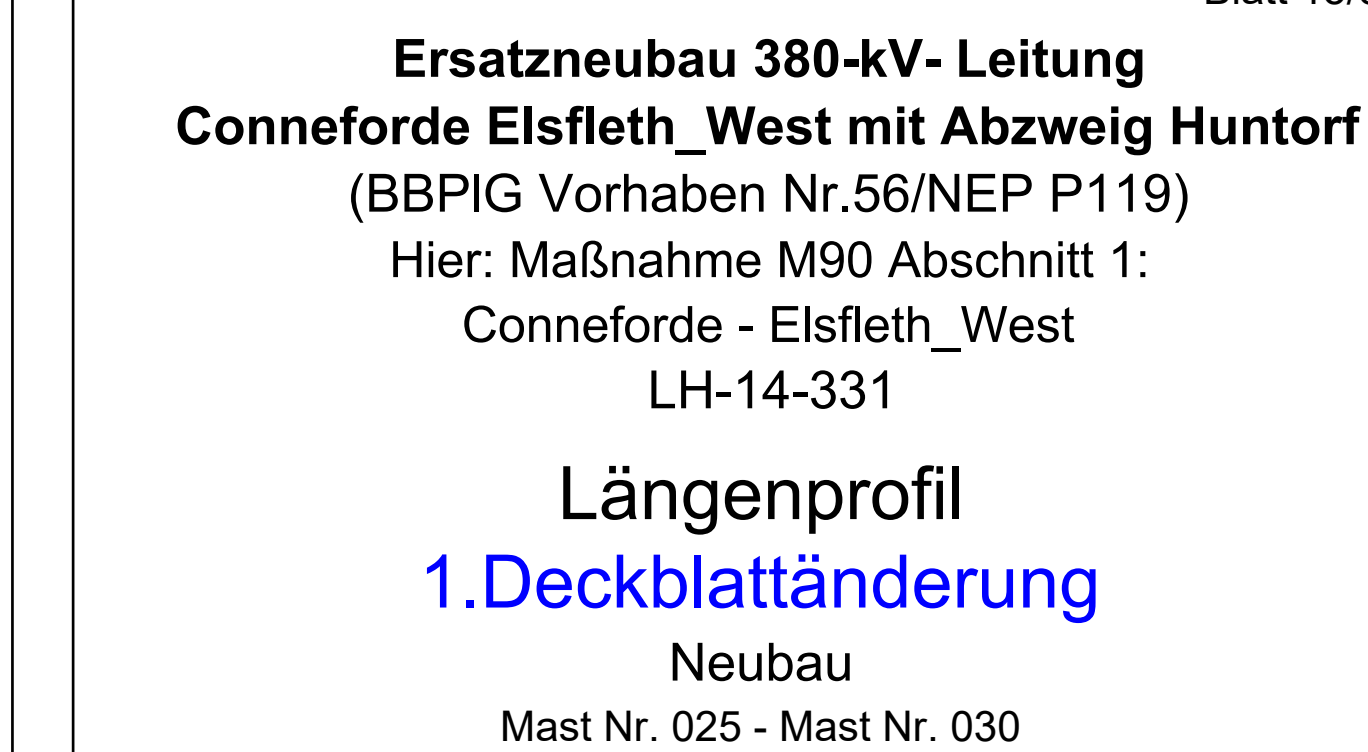 Ersatzneubau 380-kV- Leitung
Conneforde Elsfleth_West mit Abzweig Huntorf
(BBPlG Vorhaben Nr.56/NEP P119)
Hier: Maßnahme M90 Abschnitt 1:
Conneforde - Elsfleth_West
LH-14-331
Längenprofil
1.Deckblattänderung
Neubau
Mast Nr. 025 - Mast Nr. 030